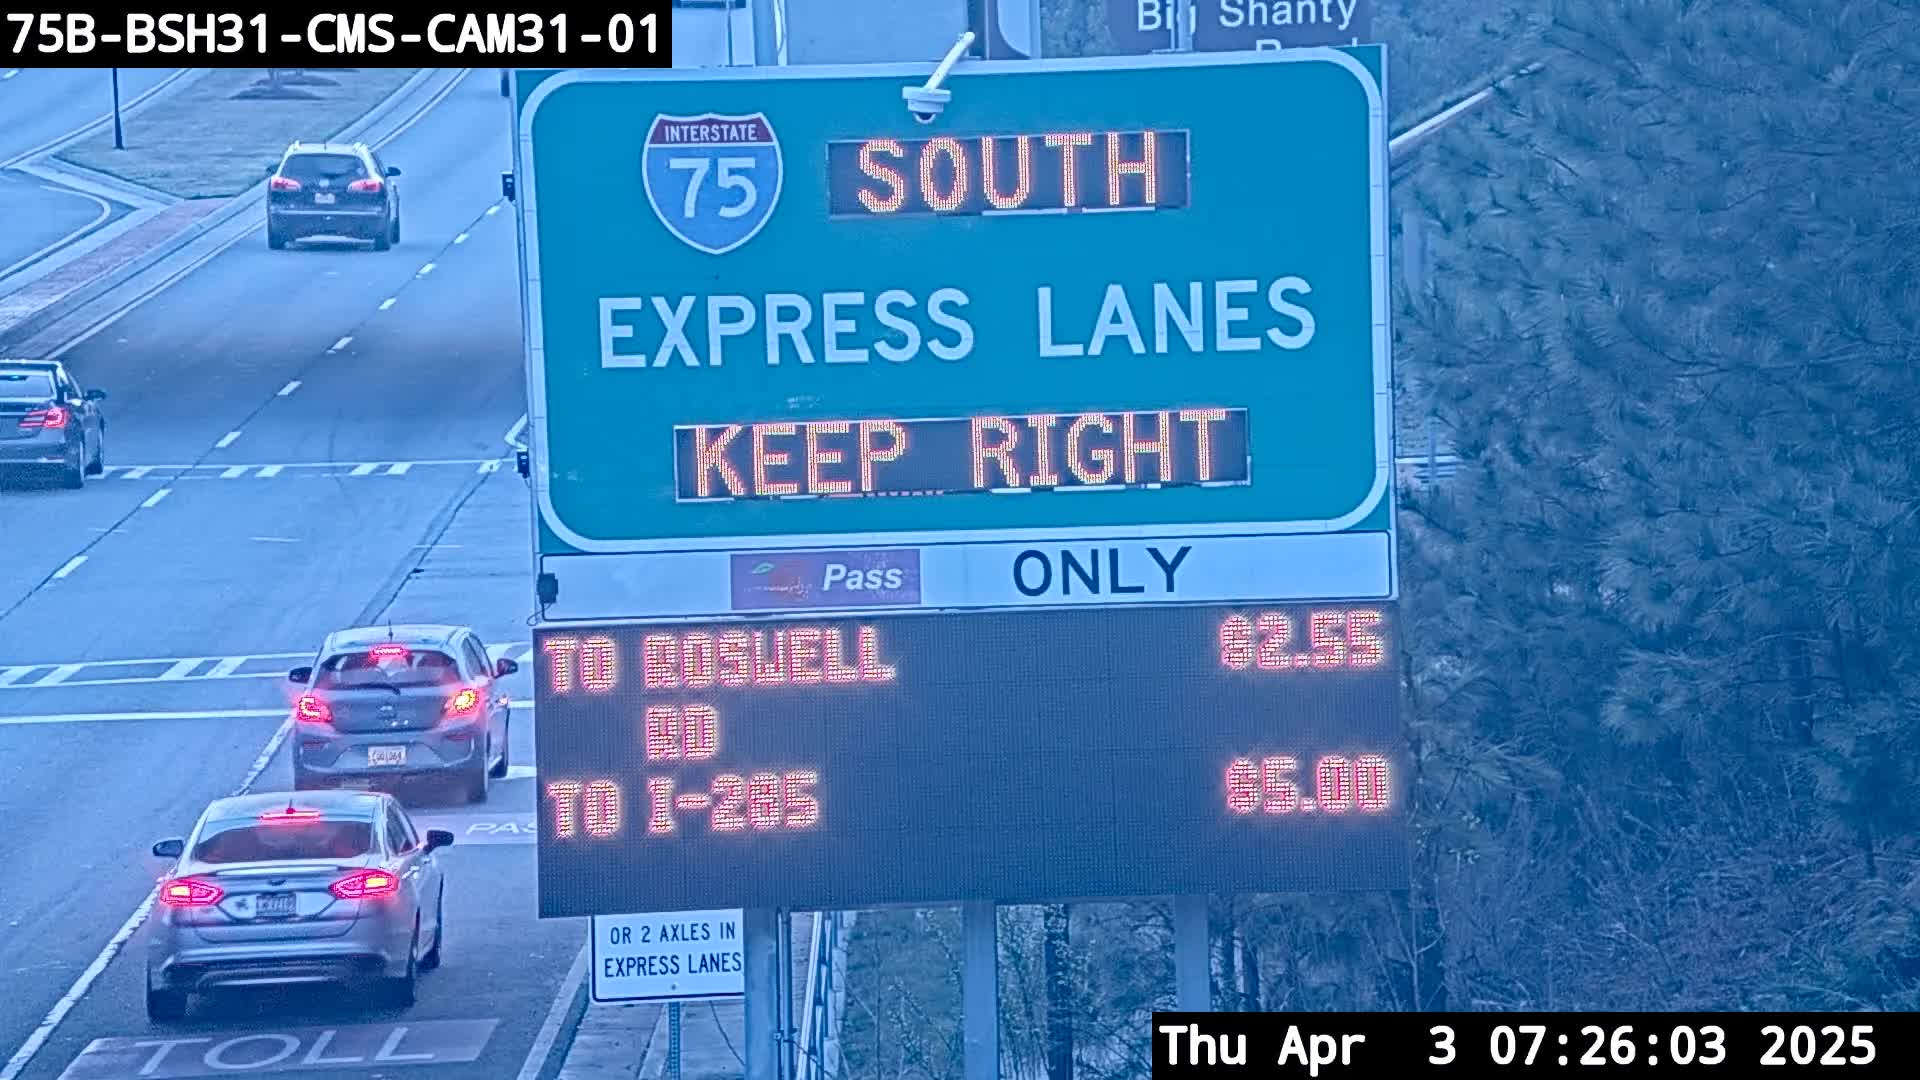 75B-BSH31-CMS-CAM31-01
Big Shanty
INTERSTATE
75
SOUTH
EXPRESS LANES
KEEP RIGHT
Pass ONLY
TO ROSWELL $2.55
RD
TO I-285 $5.00
OR 2 AXLES IN
EXPRESS LANES
TOLL
Thu Apr 3 07:26:03 2025